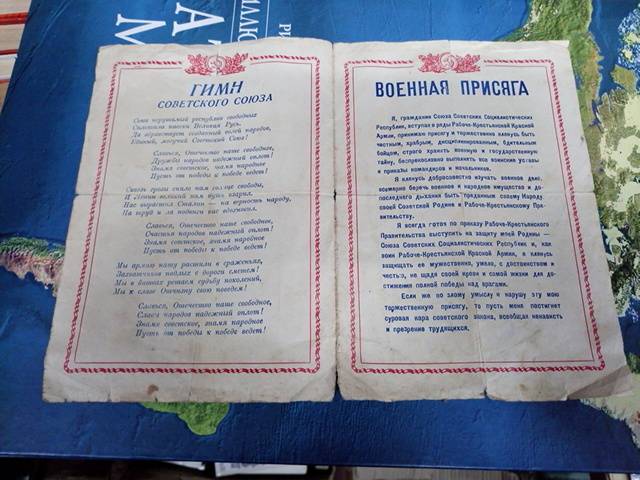 ГИМН
СОВЕТСКОГО СОЮЗА
Союз нерушимый республик свободных
Сплотила навеки Великая Русь.
Да здравствует созданный волей народов,
Единый, могучий Советский Союз!
Славься, Отечество наше свободное,
Дружбы народов надежный оплот!
Знамя советское, знамя народное
Пусть от победы к победе ведет!
Сквозь грозы сияло нам солнце свободы,
И Ленин великий нам путь озарил.
Нас вырастил Сталин — на верность народу,
На труд и на подвиги нас вдохновил.
Славься, Отечество наше свободное,
Счастья народов надежный оплот!
Знамя советское, знамя народное
Пусть от победы к победе ведет!
Мы армию нашу растили в сраженьях,
Захватчиков подлых с дороги сметем!
Мы в битвах решаем судьбу поколений,
Мы к славе Отчизну свою поведем!
Славься, Отечество наше свободное,
Славы народов надежный оплот!
Знамя советское, знамя народное
Пусть от победы к победе ведет!
ВОЕННАЯ ПРИСЯГА
Я, гражданин Союза Советских Социалистических
Республик, вступая в ряды Рабоче-Крестьянской Красной
Армии, принимаю присягу и торжественно клянусь быть
честным, храбрым, дисциплинированным, бдительным
бойцом, строго хранить военную и государственную
тайну, беспрекословно выполнять все воинские уставы
и приказы командиров и начальников.
Я клянусь добросовестно изучать военное дело,
всемерно беречь военное и народное имущество и до
последнего дыхания быть преданным своему Народу,
своей Советской Родине и Рабоче-Крестьянскому Пра-
вительству.
Я всегда готов по приказу Рабоче-Крестьянского
Правительства выступить на защиту моей Родины —
Союза Советских Социалистических Республик и, как
воин Рабоче-Крестьянской Красной Армии, я клянусь
защищать ее мужественно, умело, с достоинством и
честью, не щадя своей крови и самой жизни для до-
стижения полной победы над врагами.
Если же по злому умыслу я нарушу эту мою
торжественную присягу, то пусть меня постигнет
суровая кара советского закона, всеобщая ненависть
и презрение трудящихся.